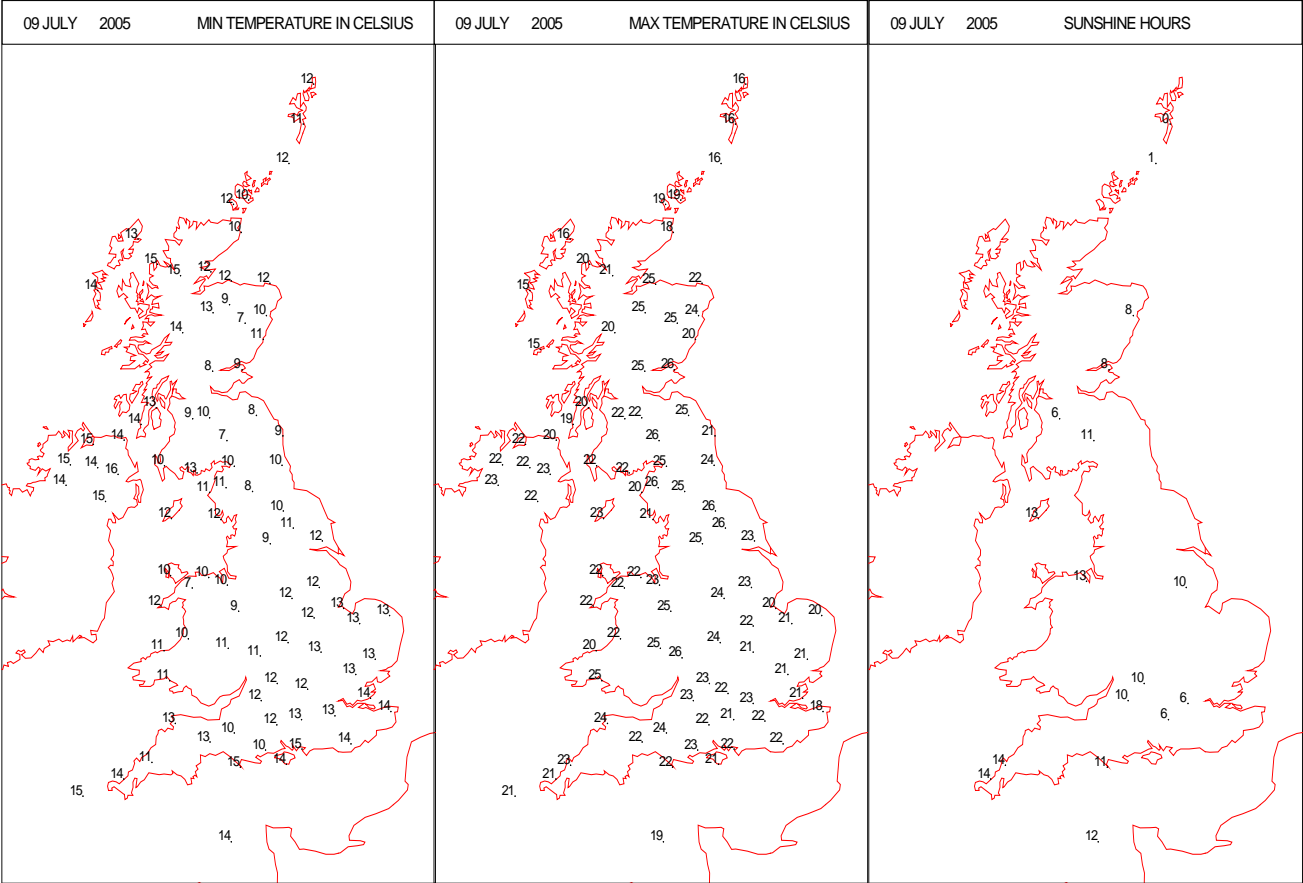 09 JULY 2005 MIN TEMPERATURE IN CELSIUS
12
11
12
12 10
10
13
15 15 12 12 12
14
9
13 7 10
14 11
8 9
13
14 9 10 8
15 14 7 9
15 14 16 10 13 10 10
14 11 11 8
15
12 12 10
11
9 12
10 7 10 10
12 9 12 12 13 13 13
10
11 11 11 12 12 13
11 13 13
12 12
12 14 14
13 10 12 13 13
13 10 15 14
11 15 14
14
15
14
09 JULY 2005 MAX TEMPERATURE IN CELSIUS
16
16
16
19 19
18
16
20 21 25 22
15
25 25 24
20 20
15
25 26
20
19 22 22 25
22 20 26 21
22 22 23 22 22 25 24
23 20 26 25
22
23 21 26
26
25 23
22 22 22 23
22 25 24 23 20 21 20
22
20 25 26 24 22 21
25 21 21
23 22
23 23 21 18
24 24 22 21 22
22 23 22 22
23 22 21
21
21
19
09 JULY 2005 SUNSHINE HOURS
0
1
8
8
6
11
13
13 10
10
10 6
6
14 11
14
12